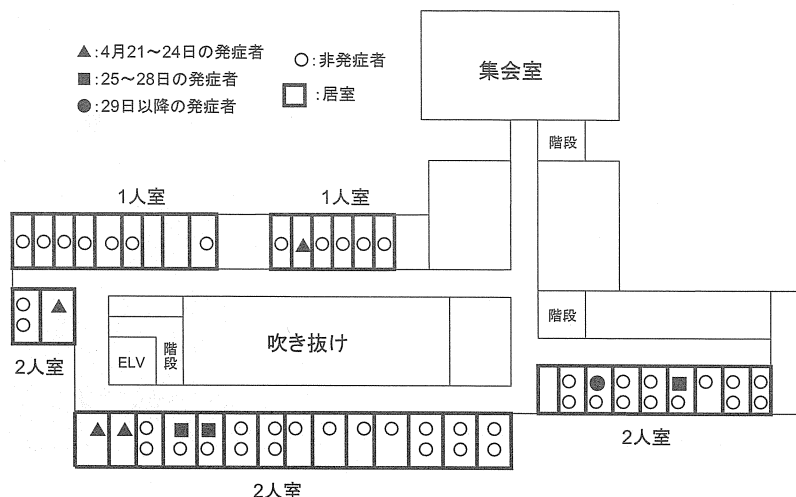 ▲:4月21～24日の発症者
■:25～28日の発症者
●:29日以降の発症者
○:非発症者
□:居室
集会室
階段
1人室
1人室
2人室
ELV
階段
吹き抜け
階段
2人室
2人室